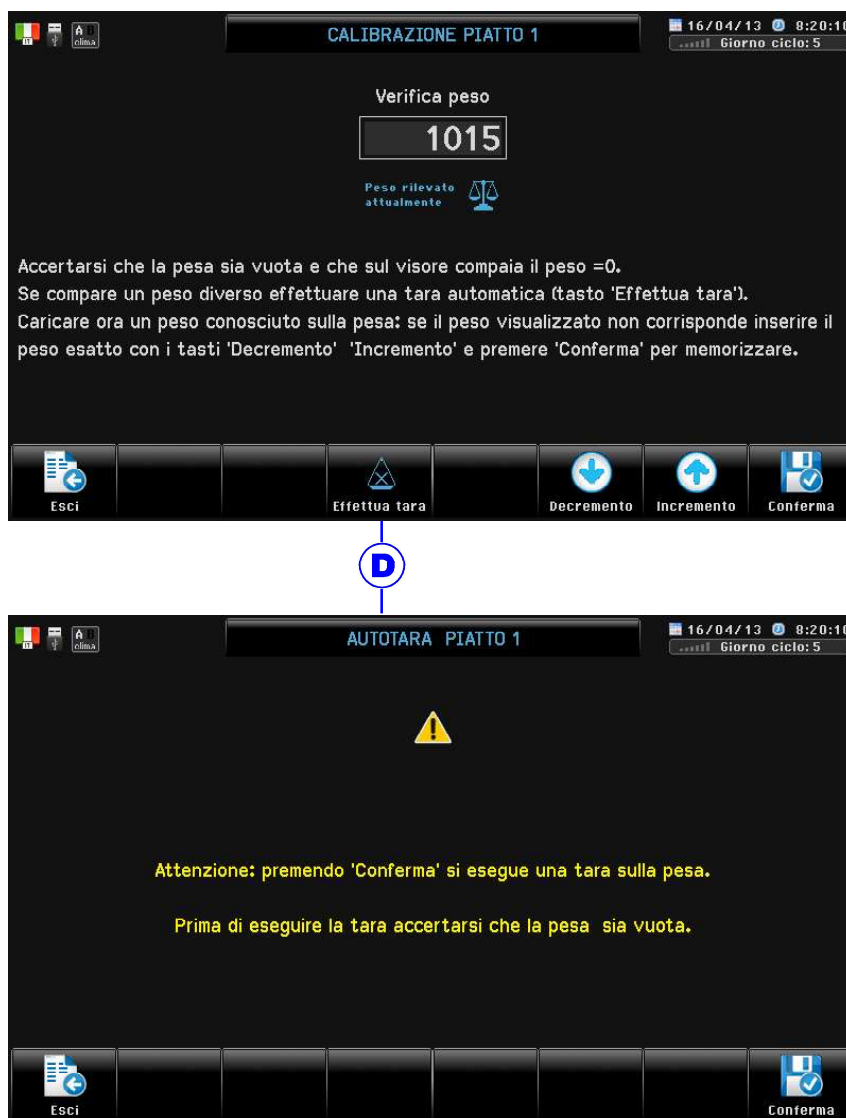 IT
A B
clima
CALIBRAZIONE PIATTO 1
16/04/13 8:20:10
Giorno ciclo: 5
Verifica peso
1015
Peso rilevato
attualmente
Accertarsi che la pesa sia vuota e che sul visore compaia il peso =0.
Se compare un peso diverso effettuare una tara automatica (tasto 'Effettua tara').
Caricare ora un peso conosciuto sulla pesa: se il peso visualizzato non corrisponde inserire il
peso esatto con i tasti 'Decremento' 'Incremento' e premere 'Conferma' per memorizzare.
Esci Effettua tara Decremento Incremento Conferma
D
IT
A B
clima
AUTOTARA PIATTO 1
16/04/13 8:20:10
Giorno ciclo: 5
Attenzione: premendo 'Conferma' si esegue una tara sulla pesa.
Prima di eseguire la tara accertarsi che la pesa sia vuota.
Esci Conferma